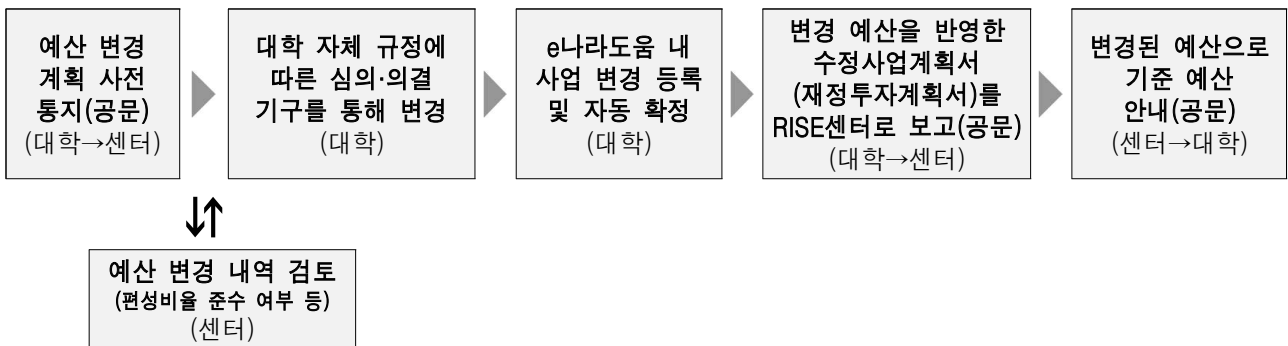 예산 변경
계획 사전
통지(공문)
(대학→센터)
대학 자체 규정에
따른 심의·의결
기구를 통해 변경
(대학)
e나라도움 내
사업 변경 등록
및 자동 확정
(대학)
변경 예산을 반영한
수정사업계획서
(재정투자계획서)를
RISE센터로 보고(공문)
(대학→센터)
변경된 예산으로
기준 예산
안내(공문)
(센터→대학)
예산 변경 내역 검토
(편성비율 준수 여부 등)
(센터)